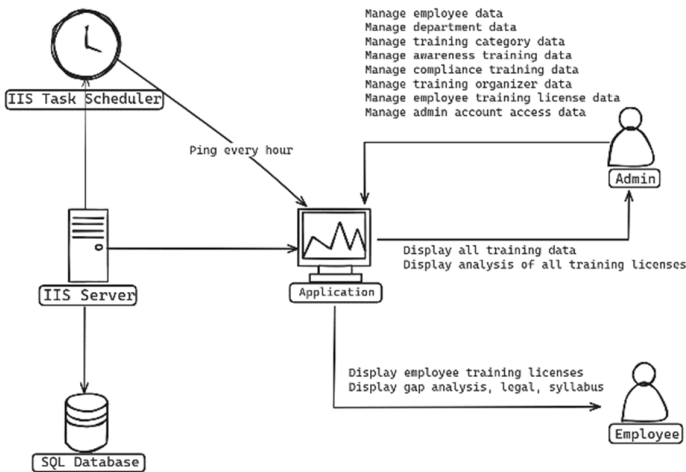 Manage employee data
Manage department data
Manage training category data
Manage awareness training data
Manage compliance training data
Manage training organizer data
Manage employee training license data
Manage admin account access data
IIS Task Scheduler
Ping every hour
Admin
Display all training data
Display analysis of all training licenses
IIS Server
Application
Display employee training licenses
Display gap analysis, legal, syllabus
Employee
SQL Database